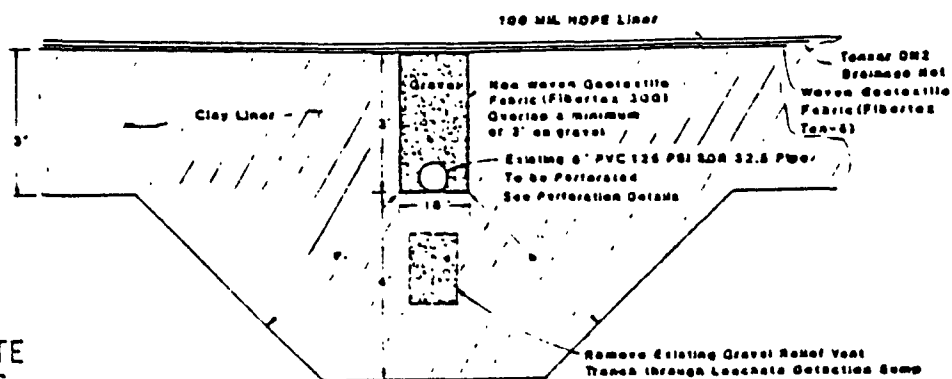 100 MIL HDPE Liner
Tensar DN2
Drainage Net
Woven Geotextile
Fabric (Fibertex
Gravel
Non Woven Geotextile
Fabric (Fibertex 300)
Overlap a minimum
of 3' on gravel
Clay Liner
3'
3'
Existing 6" PVC 125 PSI SDR 32.5 Pipe
To be Perforated
See Perforation Details
18
4'
TE
Remove Existing Gravel Relief Vent
Trench through Leachate Detection Sump